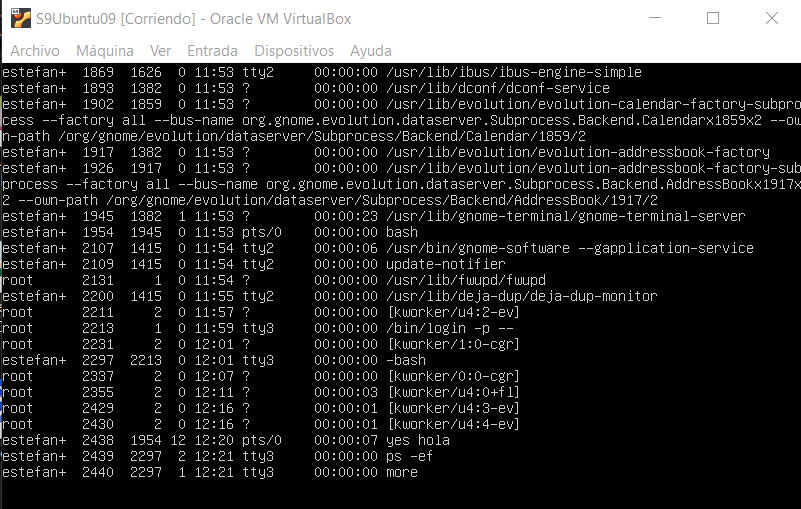 S9Ubuntu09 [Corriendo] - Oracle VM VirtualBox
Archivo Máquina Ver Entrada Dispositivos Ayuda
estefan+  1869  1626  0 11:53 tty2     00:00:00 /usr/lib/ibus/ibus-engine-simple
estefan+  1893  1382  0 11:53 ?        00:00:00 /usr/lib/dconf/dconf-service
estefan+  1902  1859  0 11:53 ?        00:00:00 /usr/lib/evolution/evolution-calendar-factory-subpro
cess --factory all --bus-name org.gnome.evolution.dataserver.Subprocess.Backend.Calendarx1859x2 --ow
n-path /org/gnome/evolution/dataserver/Subprocess/Backend/Calendar/1859/2
estefan+  1917  1382  0 11:53 ?        00:00:00 /usr/lib/evolution/evolution-addressbook-factory
estefan+  1926  1917  0 11:53 ?        00:00:00 /usr/lib/evolution/evolution-addressbook-factory-sub
process --factory all --bus-name org.gnome.evolution.dataserver.Subprocess.Backend.AddressBookx1917x
2 --own-path /org/gnome/evolution/dataserver/Subprocess/Backend/AddressBook/1917/2
estefan+  1945  1382  1 11:53 ?        00:00:23 /usr/lib/gnome-terminal/gnome-terminal-server
estefan+  1954  1945  0 11:53 pts/0    00:00:00 bash
estefan+  2107  1415  0 11:54 tty2     00:00:06 /usr/bin/gnome-software --gapplication-service
estefan+  2109  1415  0 11:54 tty2     00:00:00 update-notifier
root      2131     1  0 11:54 ?        00:00:00 /usr/lib/fwupd/fwupd
estefan+  2200  1415  0 11:55 tty2     00:00:00 /usr/lib/deja-dup/deja-dup-monitor
root      2211     2  0 11:57 ?        00:00:00 [kworker/u4:2-ev]
root      2213     1  0 11:59 tty3     00:00:00 /bin/login -p --
root      2231     2  0 12:01 ?        00:00:00 [kworker/1:0-cgr]
estefan+  2297  2213  0 12:01 tty3     00:00:00 -bash
root      2337     2  0 12:07 ?        00:00:00 [kworker/0:0-cgr]
root      2355     2  0 12:11 ?        00:00:03 [kworker/u4:0+fl]
root      2429     2  0 12:16 ?        00:00:01 [kworker/u4:3-ev]
root      2430     2  0 12:16 ?        00:00:01 [kworker/u4:4-ev]
estefan+  2438  1954 12 12:20 pts/0    00:00:07 yes hola
estefan+  2439  2297  2 12:21 tty3     00:00:00 ps -ef
estefan+  2440  2297  1 12:21 tty3     00:00:00 more